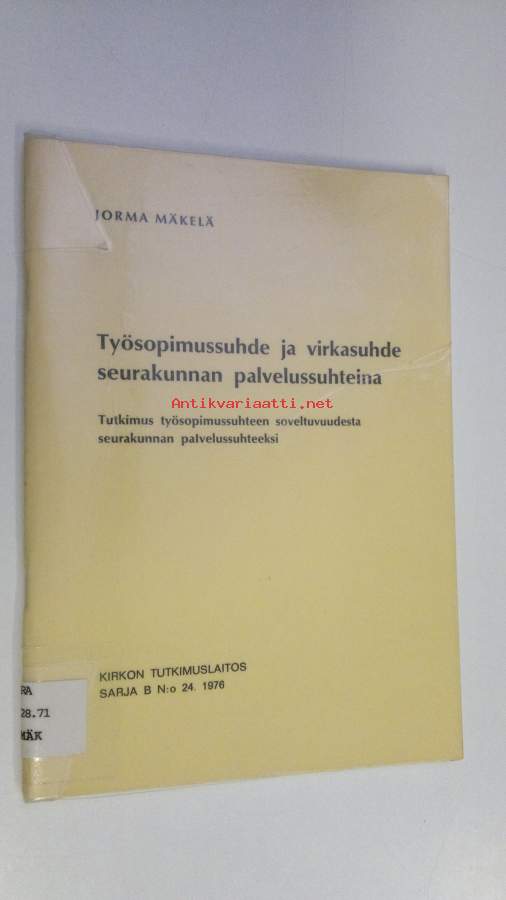 JORMA MÄKELÄ
Työsopimussuhde ja virkasuhde
seurakunnan palvelussuhteina
Antikvariaatti.net
Tutkimus työsopimussuhteen soveltuvuudesta
seurakunnan palvelussuhteeksi
KIRKON TUTKIMUSLAITOS
SARJA B N:o 24. 1976
RA
28.71
MÄK